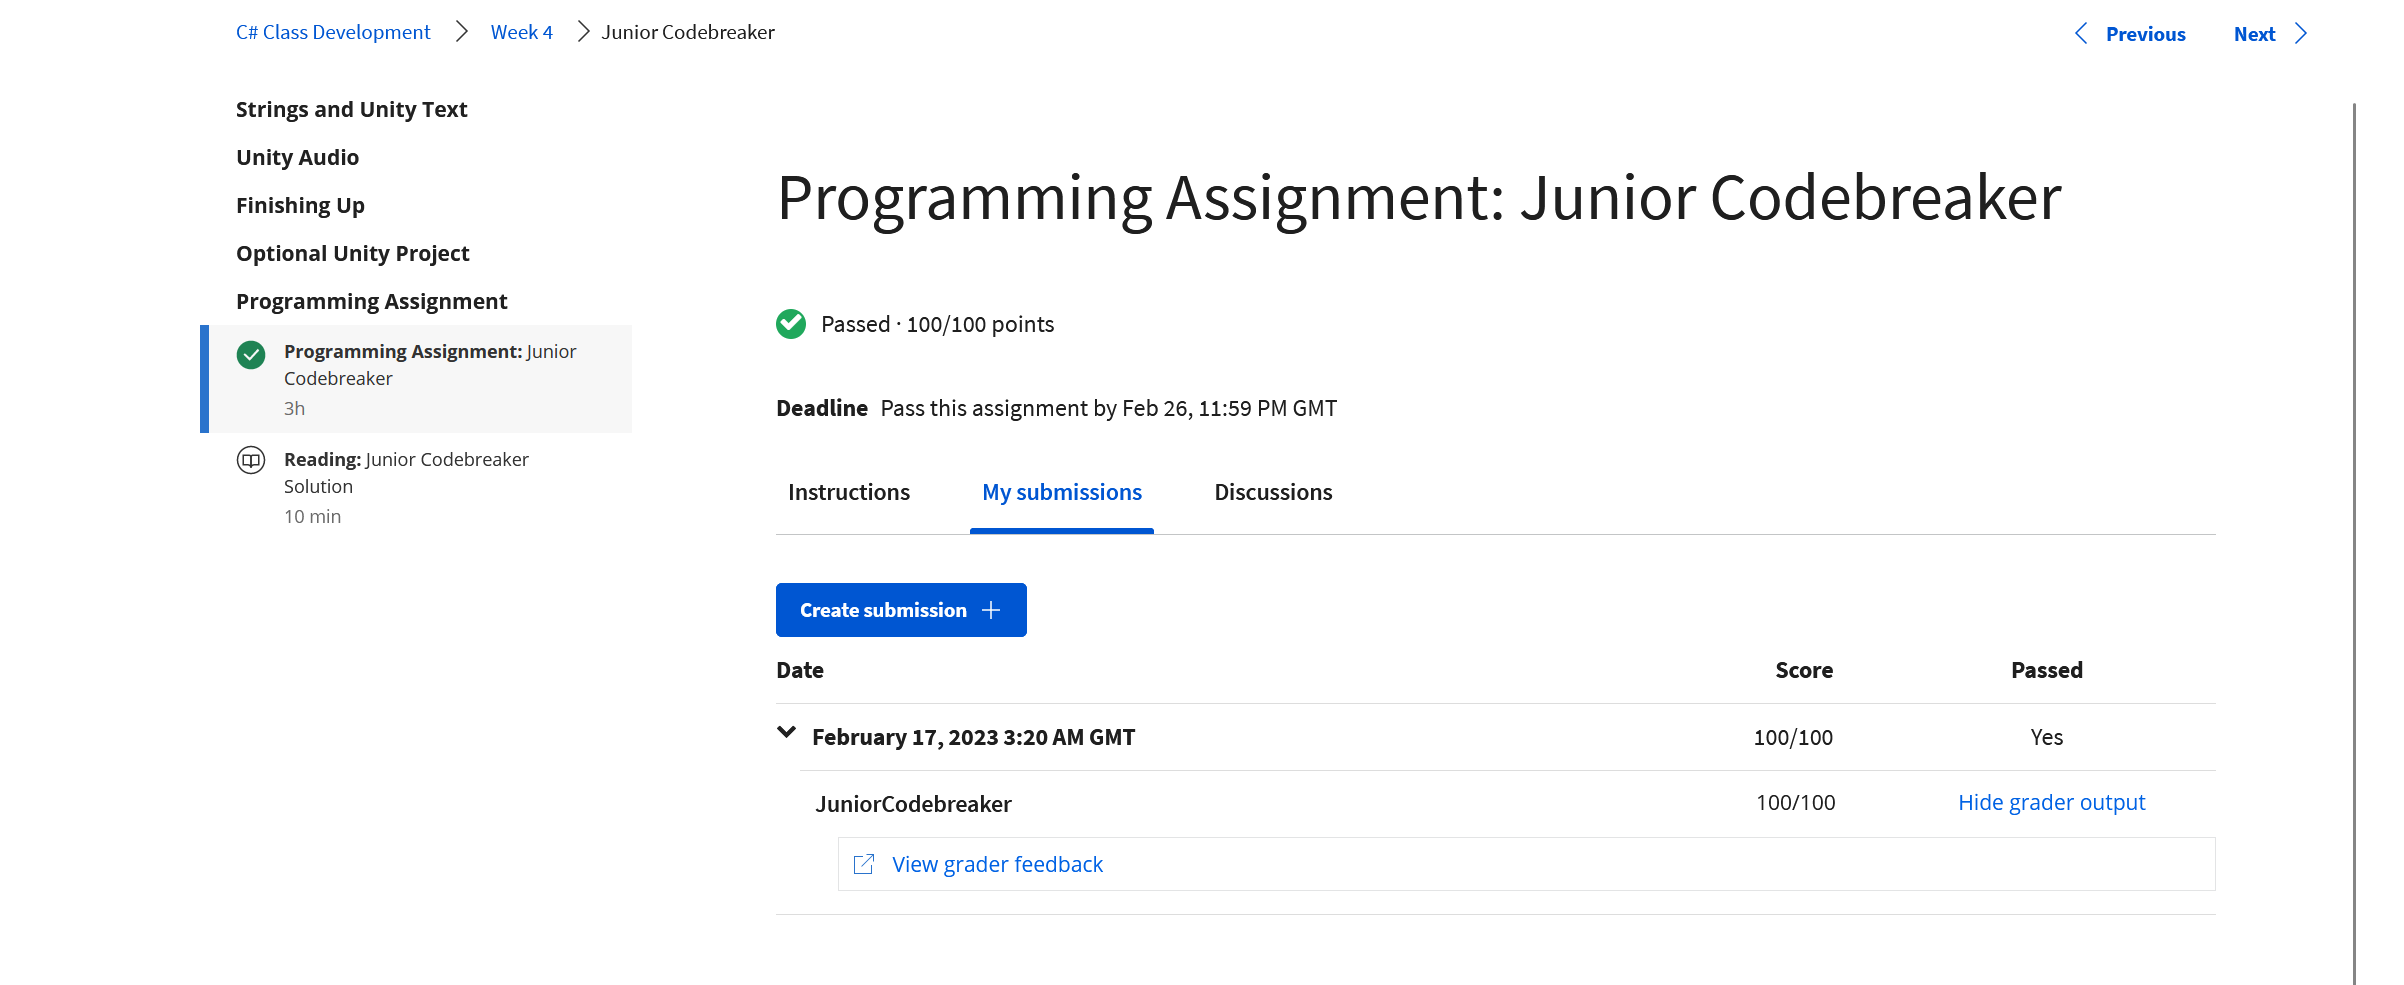 C# Class Development
Week 4
Junior Codebreaker
Previous
Next
Strings and Unity Text
Unity Audio
Finishing Up
Optional Unity Project
Programming Assignment
Programming Assignment: Junior
Codebreaker
3h
Reading: Junior Codebreaker
Solution
10 min
Programming Assignment: Junior Codebreaker
Passed · 100/100 points
Deadline Pass this assignment by Feb 26, 11:59 PM GMT
Instructions My submissions Discussions
Create submission
Date Score Passed
February 17, 2023 3:20 AM GMT 100/100 Yes
JuniorCodebreaker 100/100 Hide grader output
View grader feedback